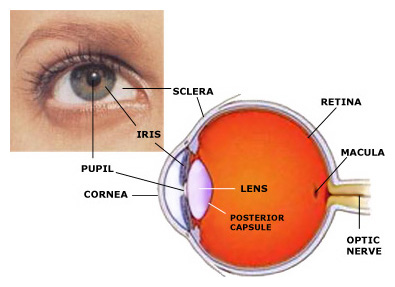 SCLERA
RETINA
IRIS
MACULA
PUPIL
CORNEA
LENS
POSTERIOR
CAPSULE
OPTIC
NERVE